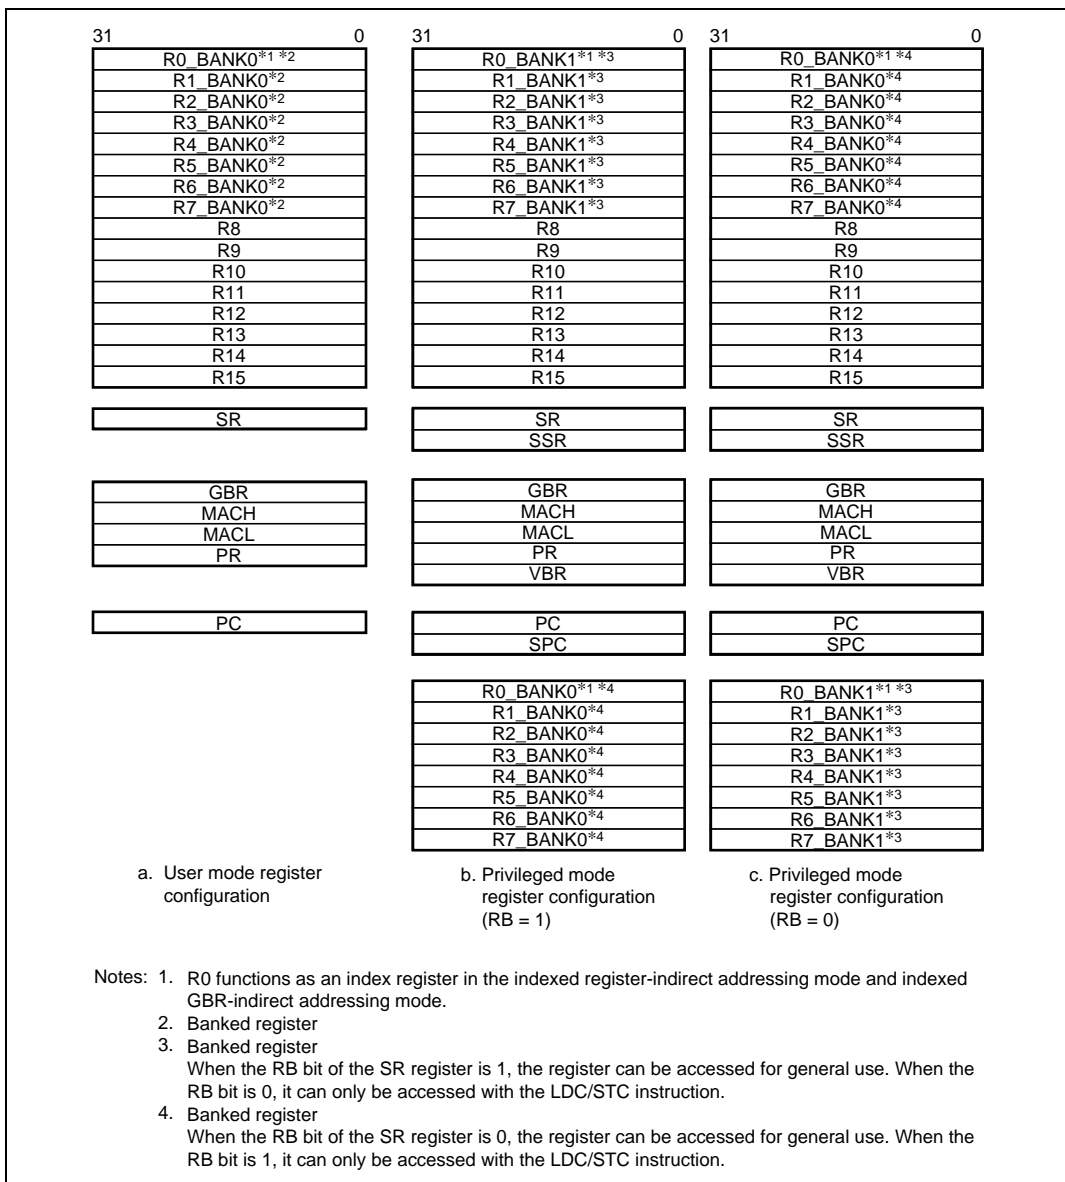 31 0 31 0 31 0
R0_BANK0*1 *2 R0_BANK1*1 *3 R0_BANK0*1 *4
R1_BANK0*2 R1_BANK1*3 R1_BANK0*4
R2_BANK0*2 R2_BANK1*3 R2_BANK0*4
R3_BANK0*2 R3_BANK1*3 R3_BANK0*4
R4_BANK0*2 R4_BANK1*3 R4_BANK0*4
R5_BANK0*2 R5_BANK1*3 R5_BANK0*4
R6_BANK0*2 R6_BANK1*3 R6_BANK0*4
R7_BANK0*2 R7_BANK1*3 R7_BANK0*4
R8 R8 R8
R9 R9 R9
R10 R10 R10
R11 R11 R11
R12 R12 R12
R13 R13 R13
R14 R14 R14
R15 R15 R15
SR SR SR
SSR SSR
GBR GBR GBR
MACH MACH MACH
MACL MACL MACL
PR PR PR
VBR VBR
PC PC PC
SPC SPC
R0_BANK0*1 *4 R0_BANK1*1 *3
R1_BANK0*4 R1_BANK1*3
R2_BANK0*4 R2_BANK1*3
R3_BANK0*4 R3_BANK1*3
R4_BANK0*4 R4_BANK1*3
R5_BANK0*4 R5_BANK1*3
R6_BANK0*4 R6_BANK1*3
R7_BANK0*4 R7_BANK1*3
a. User mode register
configuration
b. Privileged mode
register configuration
(RB = 1)
c. Privileged mode
register configuration
(RB = 0)
Notes: 1. R0 functions as an index register in the indexed register-indirect addressing mode and indexed
GBR-indirect addressing mode.
2. Banked register
3. Banked register
When the RB bit of the SR register is 1, the register can be accessed for general use. When the
RB bit is 0, it can only be accessed with the LDC/STC instruction.
4. Banked register
When the RB bit of the SR register is 0, the register can be accessed for general use. When the
RB bit is 1, it can only be accessed with the LDC/STC instruction.